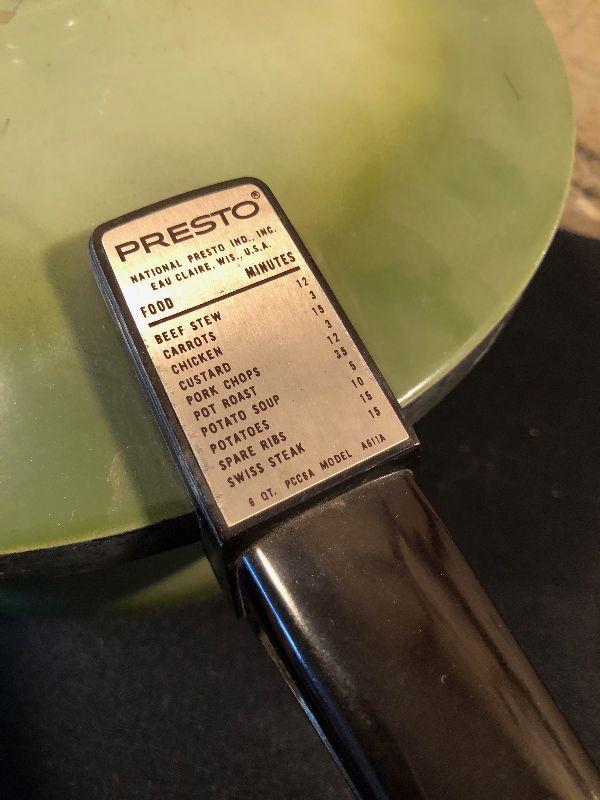 PRESTO®
NATIONAL PRESTO IND., INC.
EAU CLAIRE, WIS., U.S.A.
FOOD MINUTES
BEEF STEW 12
CARROTS 3
CHICKEN 15
CUSTARD 3
PORK CHOPS 12
POT ROAST 35
POTATO SOUP 5
POTATOES 10
SPARE RIBS 15
SWISS STEAK 15
6 QT. PCC6A MODEL A611A